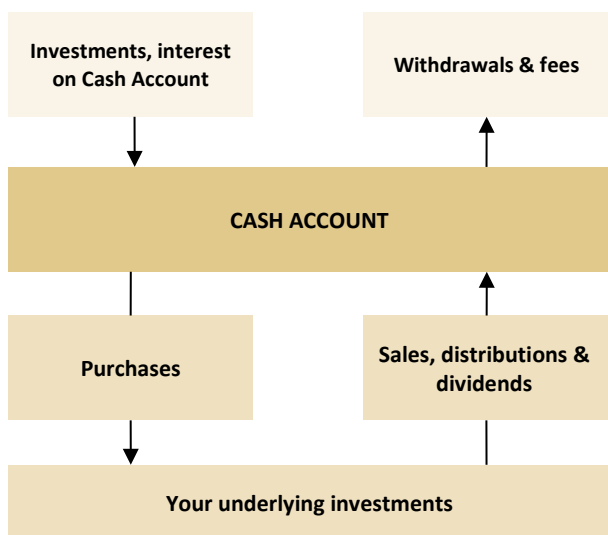 Investments, interest
on Cash Account
Withdrawals & fees
CASH ACCOUNT
Purchases
Sales, distributions &
dividends
Your underlying investments